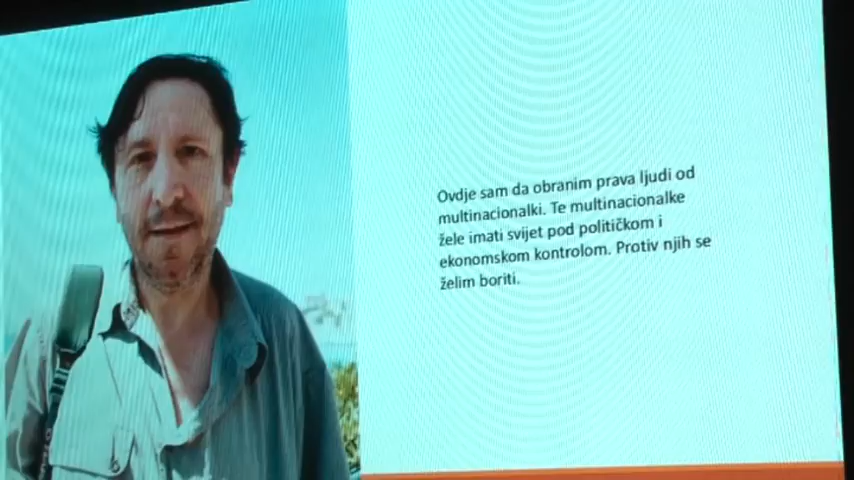 Ovdje sam da obranim prava ljudi od
multinacionalki. Te multinacionalke
žele imati svijet pod političkom i
ekonomskom kontrolom. Protiv njih se
želim boriti.